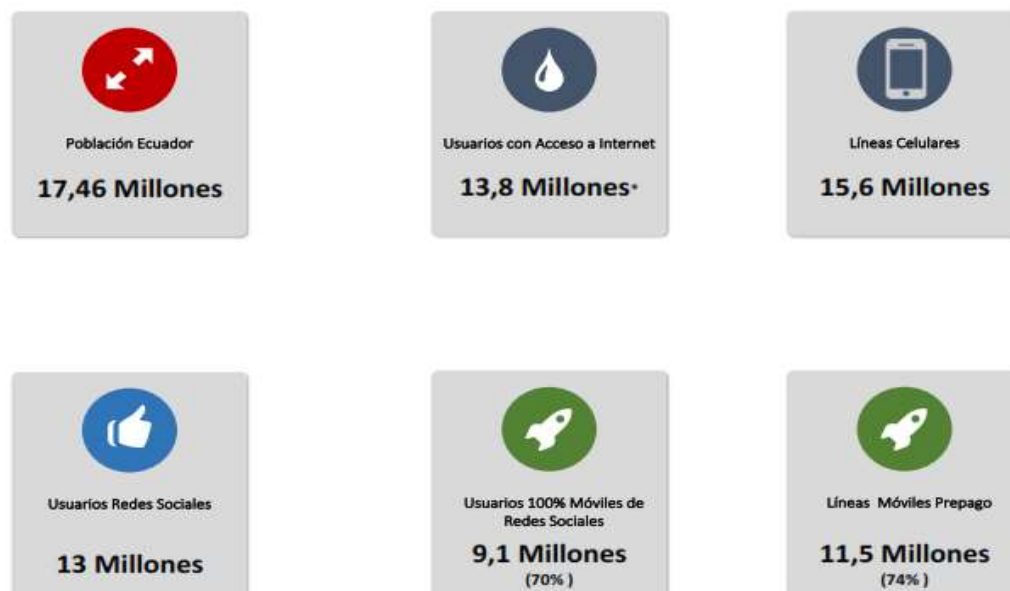 Población Ecuador
17,46 Millones
Usuarios con Acceso a Internet
13,8 Millones*
Líneas Celulares
15,6 Millones
Usuarios Redes Sociales
13 Millones
Usuarios 100% Móviles de
Redes Sociales
9,1 Millones
(70% )
Líneas Móviles Prepago
11,5 Millones
(74% )